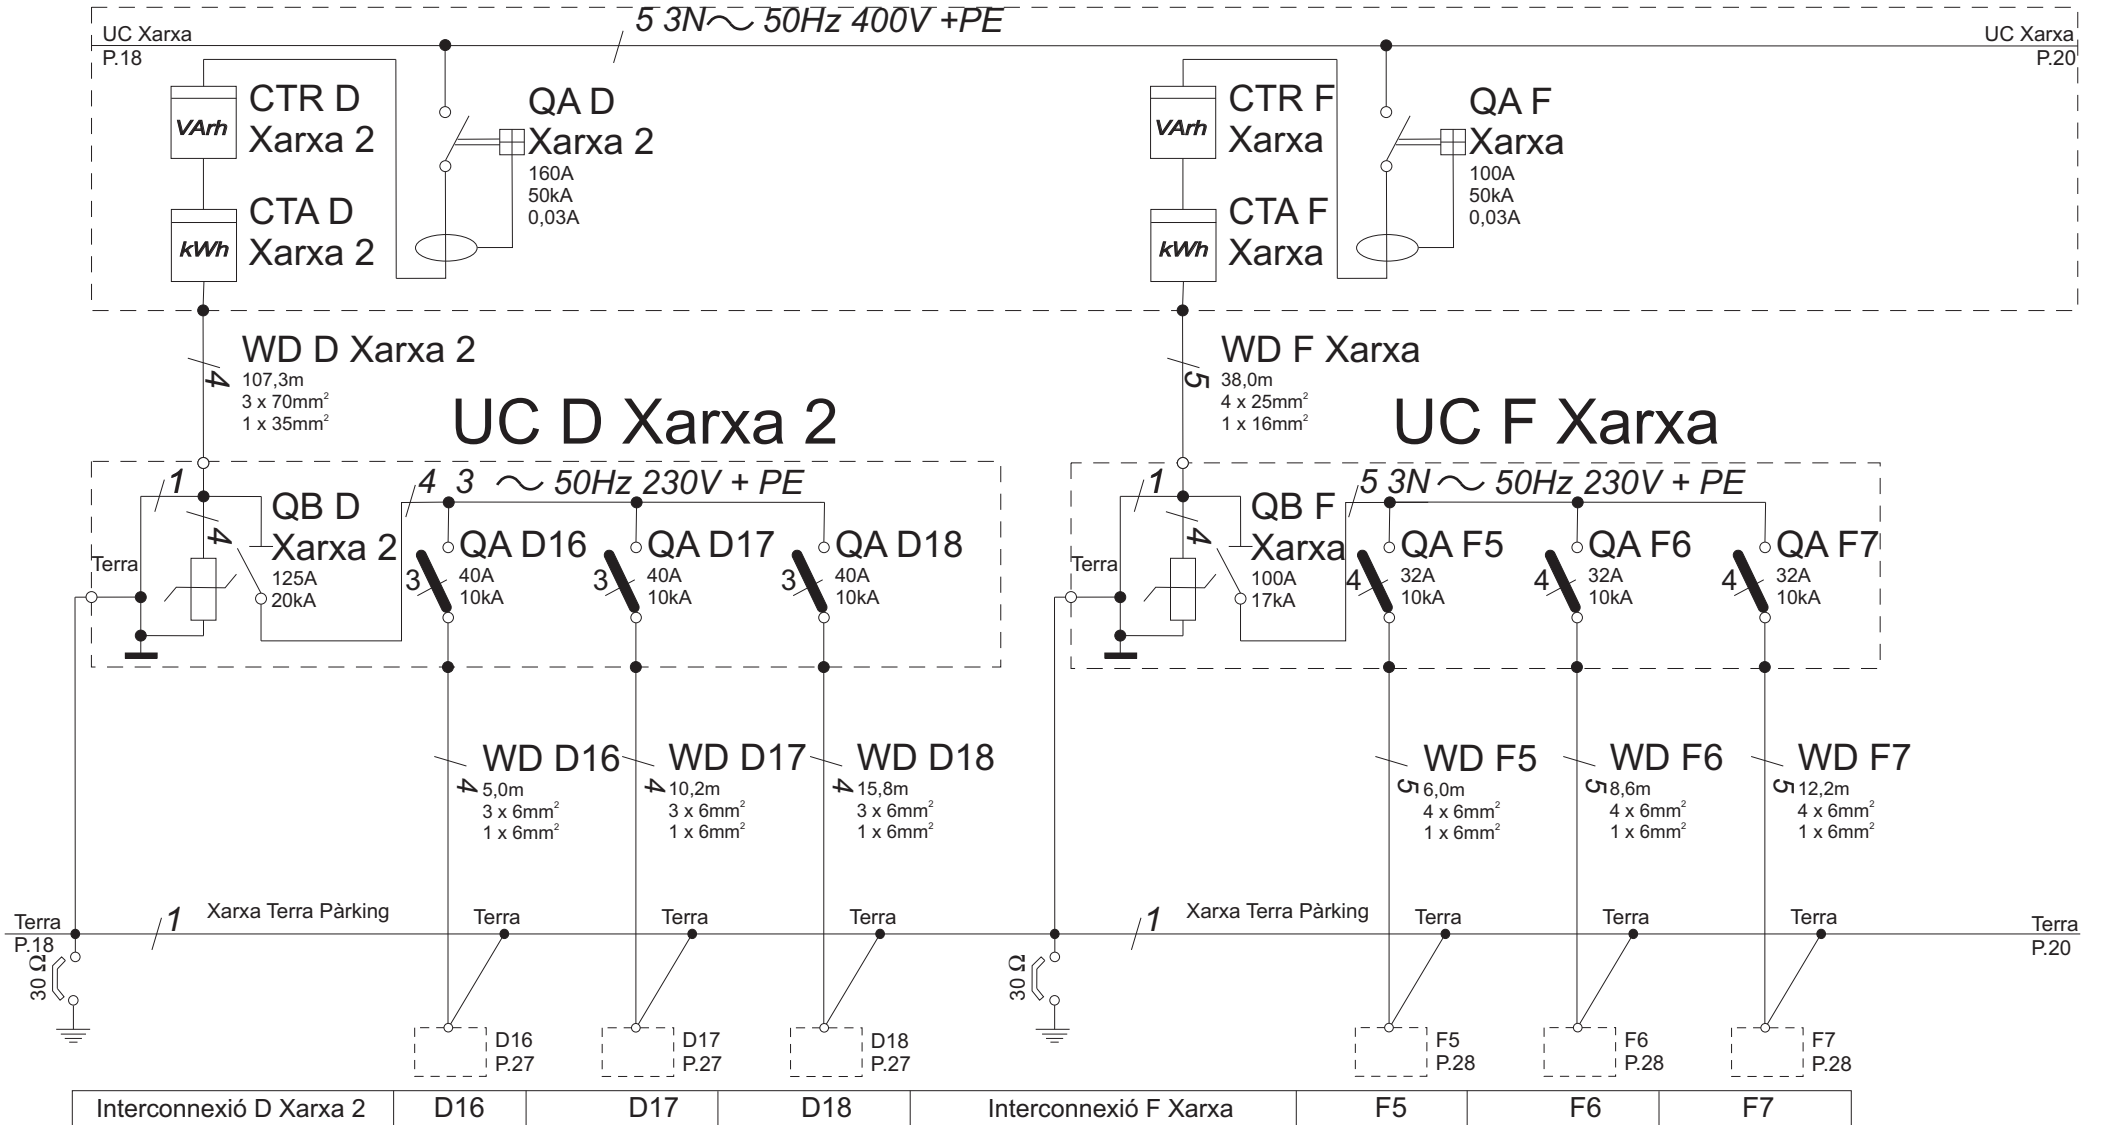 5 3N 50Hz 400V +PE
UC Xarxa
P.18
UC Xarxa
P.20
CTR D
Xarxa 2
VArh
CTA D
Xarxa 2
kWh
QA D
Xarxa 2
160A
50kA
0,03A
CTR F
Xarxa
VArh
CTA F
Xarxa
kWh
QA F
Xarxa
100A
50kA
0,03A
WD D Xarxa 2
4
107,3m
3 x 70mm²
1 x 35mm²
UC D Xarxa 2
WD F Xarxa
5
38,0m
4 x 25mm²
1 x 16mm²
UC F Xarxa
1
4 3 50Hz 230V + PE
QB D
Xarxa 2
125A
20kA
4
Terra
QA D16
40A
10kA
3
QA D17
40A
10kA
3
QA D18
40A
10kA
3
1
5 3N 50Hz 230V + PE
QB F
Xarxa
100A
17kA
4
Terra
QA F5
32A
10kA
4
QA F6
32A
10kA
4
QA F7
32A
10kA
4
WD D16
4 5,0m
3 x 6mm²
1 x 6mm²
WD D17
4 10,2m
3 x 6mm²
1 x 6mm²
WD D18
4 15,8m
3 x 6mm²
1 x 6mm²
WD F5
5 6,0m
4 x 6mm²
1 x 6mm²
WD F6
5 8,6m
4 x 6mm²
1 x 6mm²
WD F7
5 12,2m
4 x 6mm²
1 x 6mm²
Terra
P.18
1
Xarxa Terra Pàrking
Terra
Terra
Terra
1
Xarxa Terra Pàrking
Terra
Terra
Terra
Terra
P.20
30 Ω
30 Ω
D16
P.27
D17
P.27
D18
P.27
F5
P.28
F6
P.28
F7
P.28
Interconnexió D Xarxa 2 D16 D17 D18 Interconnexió F Xarxa F5 F6 F7